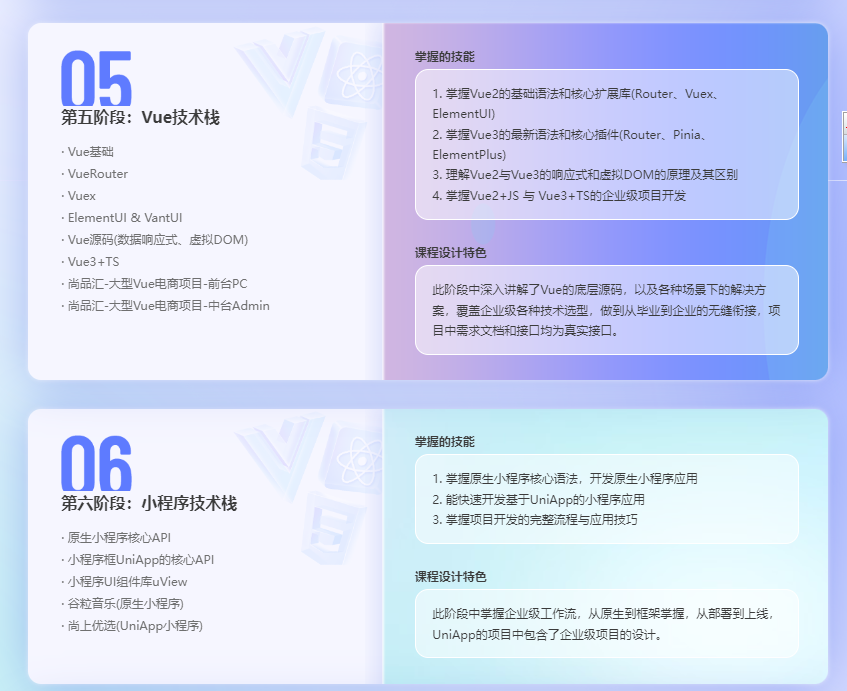 05
第五阶段：Vue技术栈
· Vue基础
· VueRouter
· Vuex
· ElementUI & VantUI
· Vue源码(数据响应式、虚拟DOM)
· Vue3+TS
· 尚品汇-大型Vue电商项目-前台PC
· 尚品汇-大型Vue电商项目-中台Admin
掌握的技能
1. 掌握Vue2的基础语法和核心扩展库(Router、Vuex、
ElementUI)
2. 掌握Vue3的最新语法和核心插件(Router、Pinia、
ElementPlus)
3. 理解Vue2与Vue3的响应式和虚拟DOM的原理及其区别
4. 掌握Vue2+JS 与 Vue3+TS的企业级项目开发
课程设计特色
此阶段中深入讲解了Vue的底层源码，以及各种场景下的解决方
案，覆盖企业级各种技术选型，做到从毕业到企业的无缝衔接，项
目中需求文档和接口均为真实接口。
06
第六阶段：小程序技术栈
· 原生小程序核心API
· 小程序框UniApp的核心API
· 小程序UI组件库uView
· 谷粒音乐(原生小程序)
· 尚上优选(UniApp小程序)
掌握的技能
1. 掌握原生小程序核心语法，开发原生小程序应用
2. 能快速开发基于UniApp的小程序应用
3. 掌握项目开发的完整流程与应用技巧
课程设计特色
此阶段中掌握企业级工作流，从原生到框架掌握，从部署到上线，
UniApp的项目中包含了企业级项目的设计。